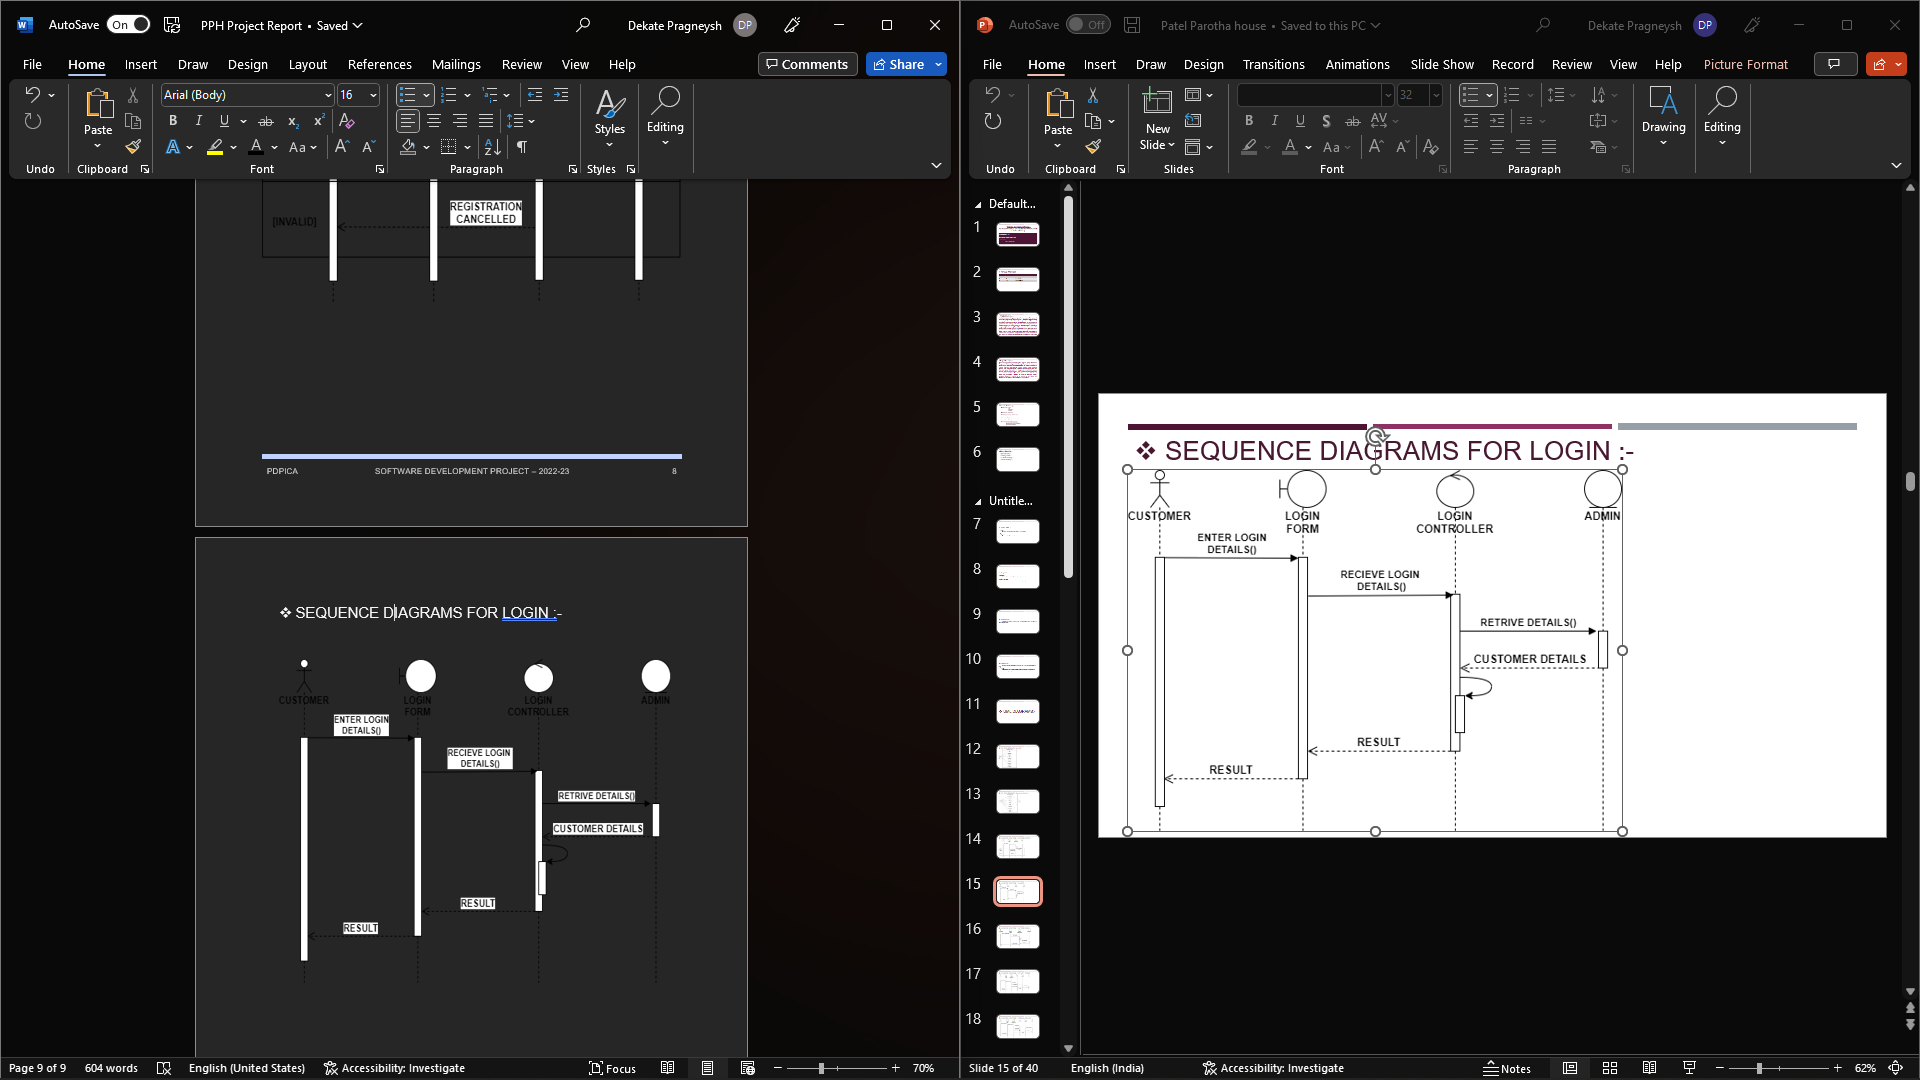 AutoSave On PPH Project Report • Saved Dekate Pragneysh DP
File Home Insert Draw Design Layout References Mailings Review View Help Comments Share
Arial (Body) 16
Paste Styles Editing
Undo Clipboard Font Paragraph Styles
REGISTRATION
CANCELLED
[INVALID]
PDPICA SOFTWARE DEVELOPMENT PROJECT – 2022-23 8
❖ SEQUENCE DIAGRAMS FOR LOGIN :-
CUSTOMER LOGIN FORM LOGIN CONTROLLER ADMIN
ENTER LOGIN
DETAILS()
RECIEVE LOGIN
DETAILS()
RETRIVE DETAILS()
CUSTOMER DETAILS
RESULT
RESULT
Page 9 of 9 604 words English (United States) Accessibility: Investigate Focus 70%
AutoSave Off Patel Parotha house • Saved to this PC Dekate Pragneysh DP
File Home Insert Draw Design Transitions Animations Slide Show Record Review View Help Picture Format
32
Paste New Slide Drawing Editing
Undo Clipboard Slides Font Paragraph
Default...
1
2
3
4
5
6
Untitle...
7
8
9
10
11
12
13
14
15
16
17
18
❖ SEQUENCE DIAGRAMS FOR LOGIN :-
CUSTOMER LOGIN FORM LOGIN CONTROLLER ADMIN
ENTER LOGIN
DETAILS()
RECIEVE LOGIN
DETAILS()
RETRIVE DETAILS()
CUSTOMER DETAILS
RESULT
RESULT
Slide 15 of 40 English (India) Accessibility: Investigate Notes 62%